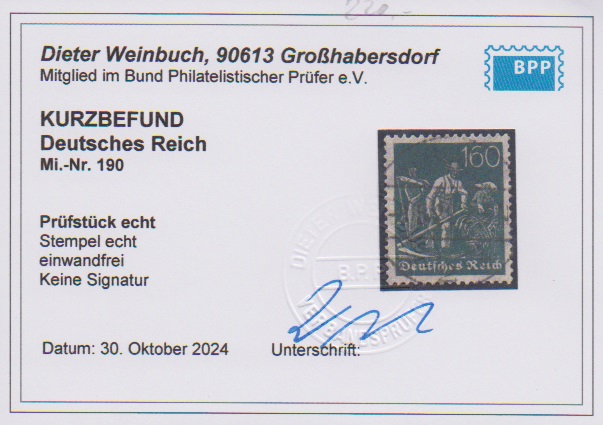 220,-
Dieter Weinbuch, 90613 Großhabersdorf
Mitglied im Bund Philatelistischer Prüfer e.V.
BPP
KURZBEFUND
Deutsches Reich
Mi.-Nr. 190
160
Deutsches Reich
Prüfstück echt
Stempel echt
einwandfrei
Keine Signatur
B.P.P.
Datum: 30. Oktober 2024
Unterschrift: